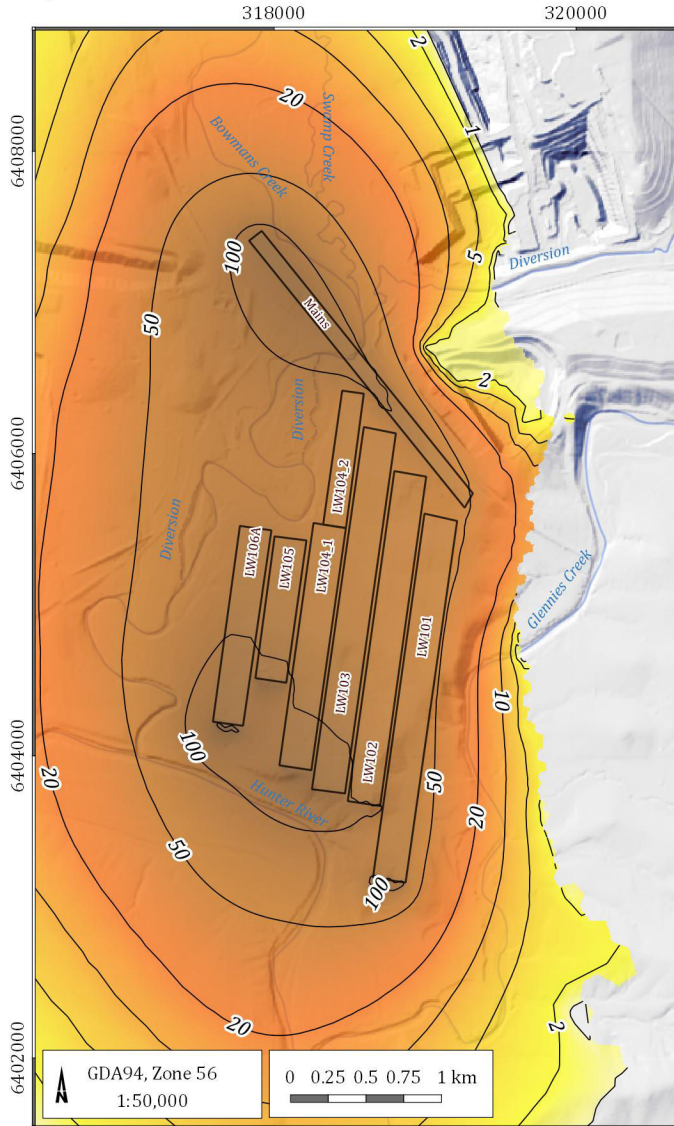 318000
320000
6408000
6406000
6404000
6402000
2
20
1
Swamp Creek
Bowmans Creek
5
Diversion
100
Mains
50
2
Diversion
LW104_2
Diversion
LW106A
LW105
LW104_1
LW101
Glennies Creek
LW103
10
100
LW102
20
50
Hunter River
20
50
100
20
2
GDA94, Zone 56
1:50,000
0 0.25 0.5 0.75 1 km
N